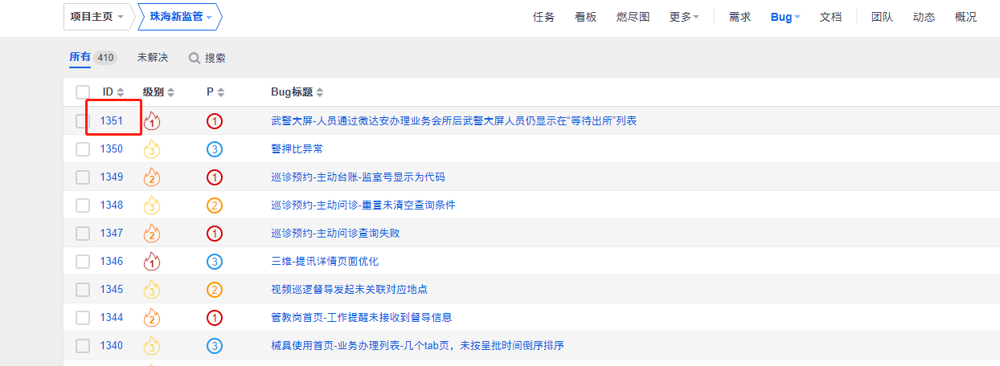 项目主页 珠海新监管 任务 看板 燃尽图 更多 需求 Bug 文档 团队 动态 概况
所有 410 未解决 搜索
ID 级别 P Bug标题
1351 1 1 武警大屏-人员通过微达安办理业务会所后武警大屏人员仍显示在“等待出所”列表
1350 3 3 警押比异常
1349 2 1 巡诊预约-主动台账-监室号显示为代码
1348 3 2 巡诊预约-主动问诊-重置未清空查询条件
1347 2 1 巡诊预约-主动问诊查询失败
1346 1 3 三维-提讯详情页面优化
1345 3 2 视频巡逻督导发起未关联对应地点
1344 2 1 管教岗首页-工作提醒未接收到督导信息
1340 3 3 械具使用首页-业务办理列表-几个tab页，未按呈批时间倒序排序